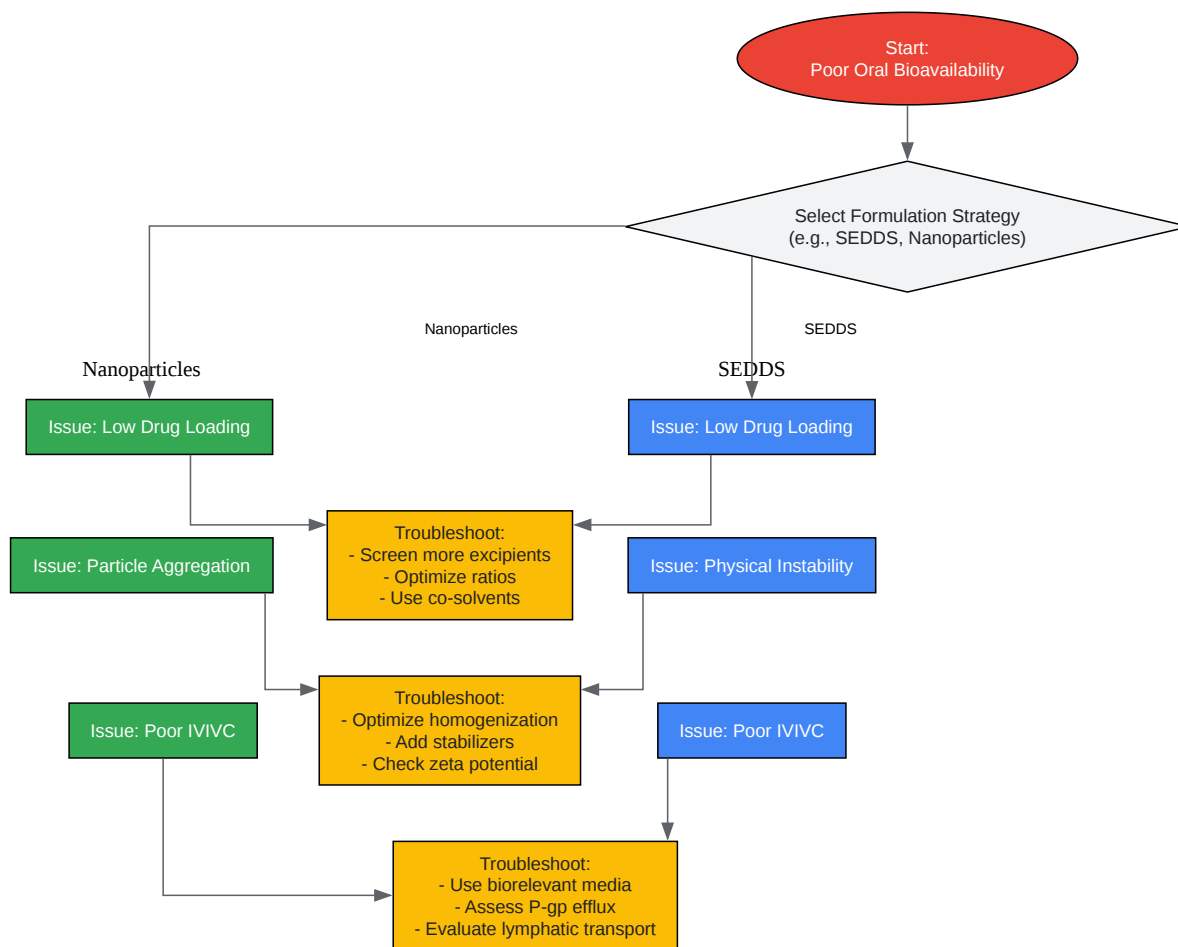 Start:
Poor Oral Bioavailability
Select Formulation Strategy
(e.g., SEDDS, Nanoparticles)
Nanoparticles
SEDDS
Nanoparticles
SEDDS
Issue: Low Drug Loading
Issue: Low Drug Loading
Troubleshoot:
- Screen more excipients
- Optimize ratios
- Use co-solvents
Issue: Particle Aggregation
Issue: Physical Instability
Troubleshoot:
- Optimize homogenization
- Add stabilizers
- Check zeta potential
Issue: Poor IVIVC
Issue: Poor IVIVC
Troubleshoot:
- Use biorelevant media
- Assess P-gp efflux
- Evaluate lymphatic transport